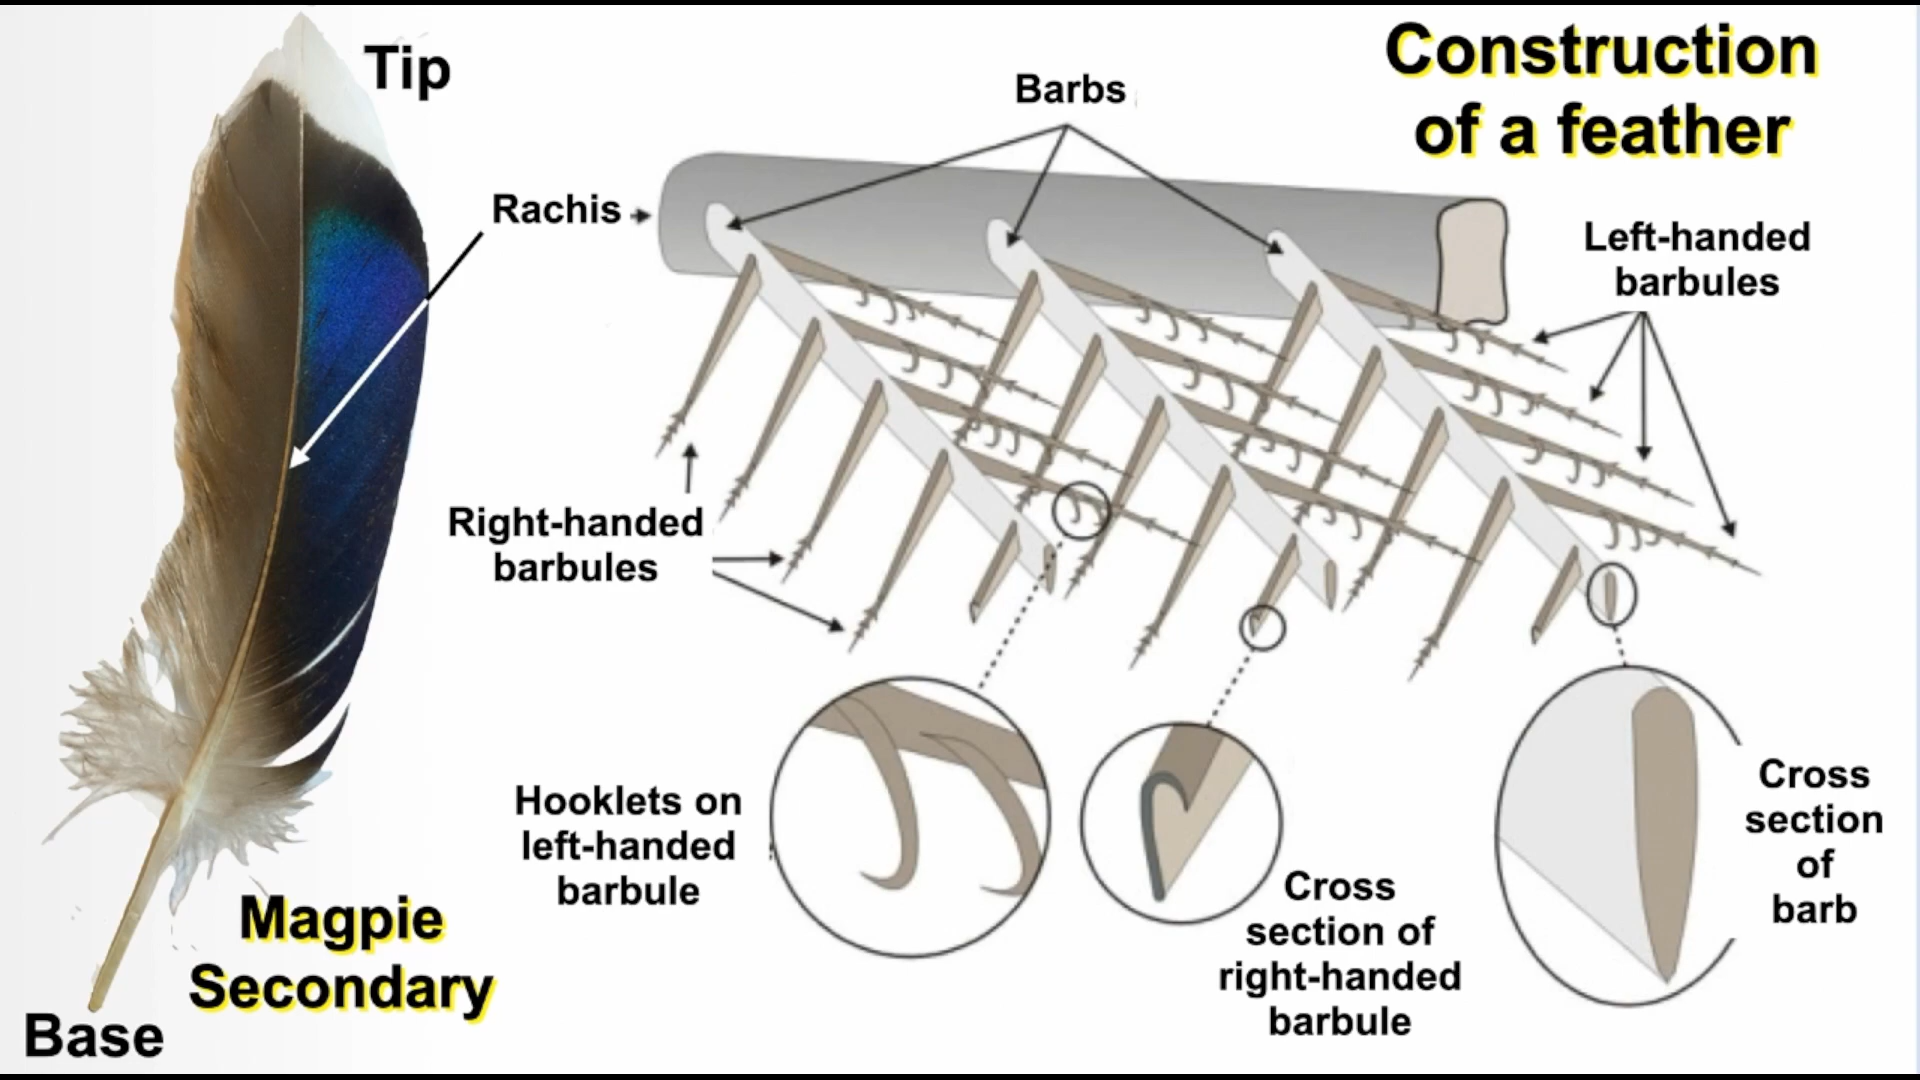 Tip
Construction
of a feather
Barbs
Rachis
Left-handed
barbules
Right-handed
barbules
Hooklets on
left-handed
barbule
Cross
section of
right-handed
barbule
Cross
section
of
barb
Magpie
Secondary
Base